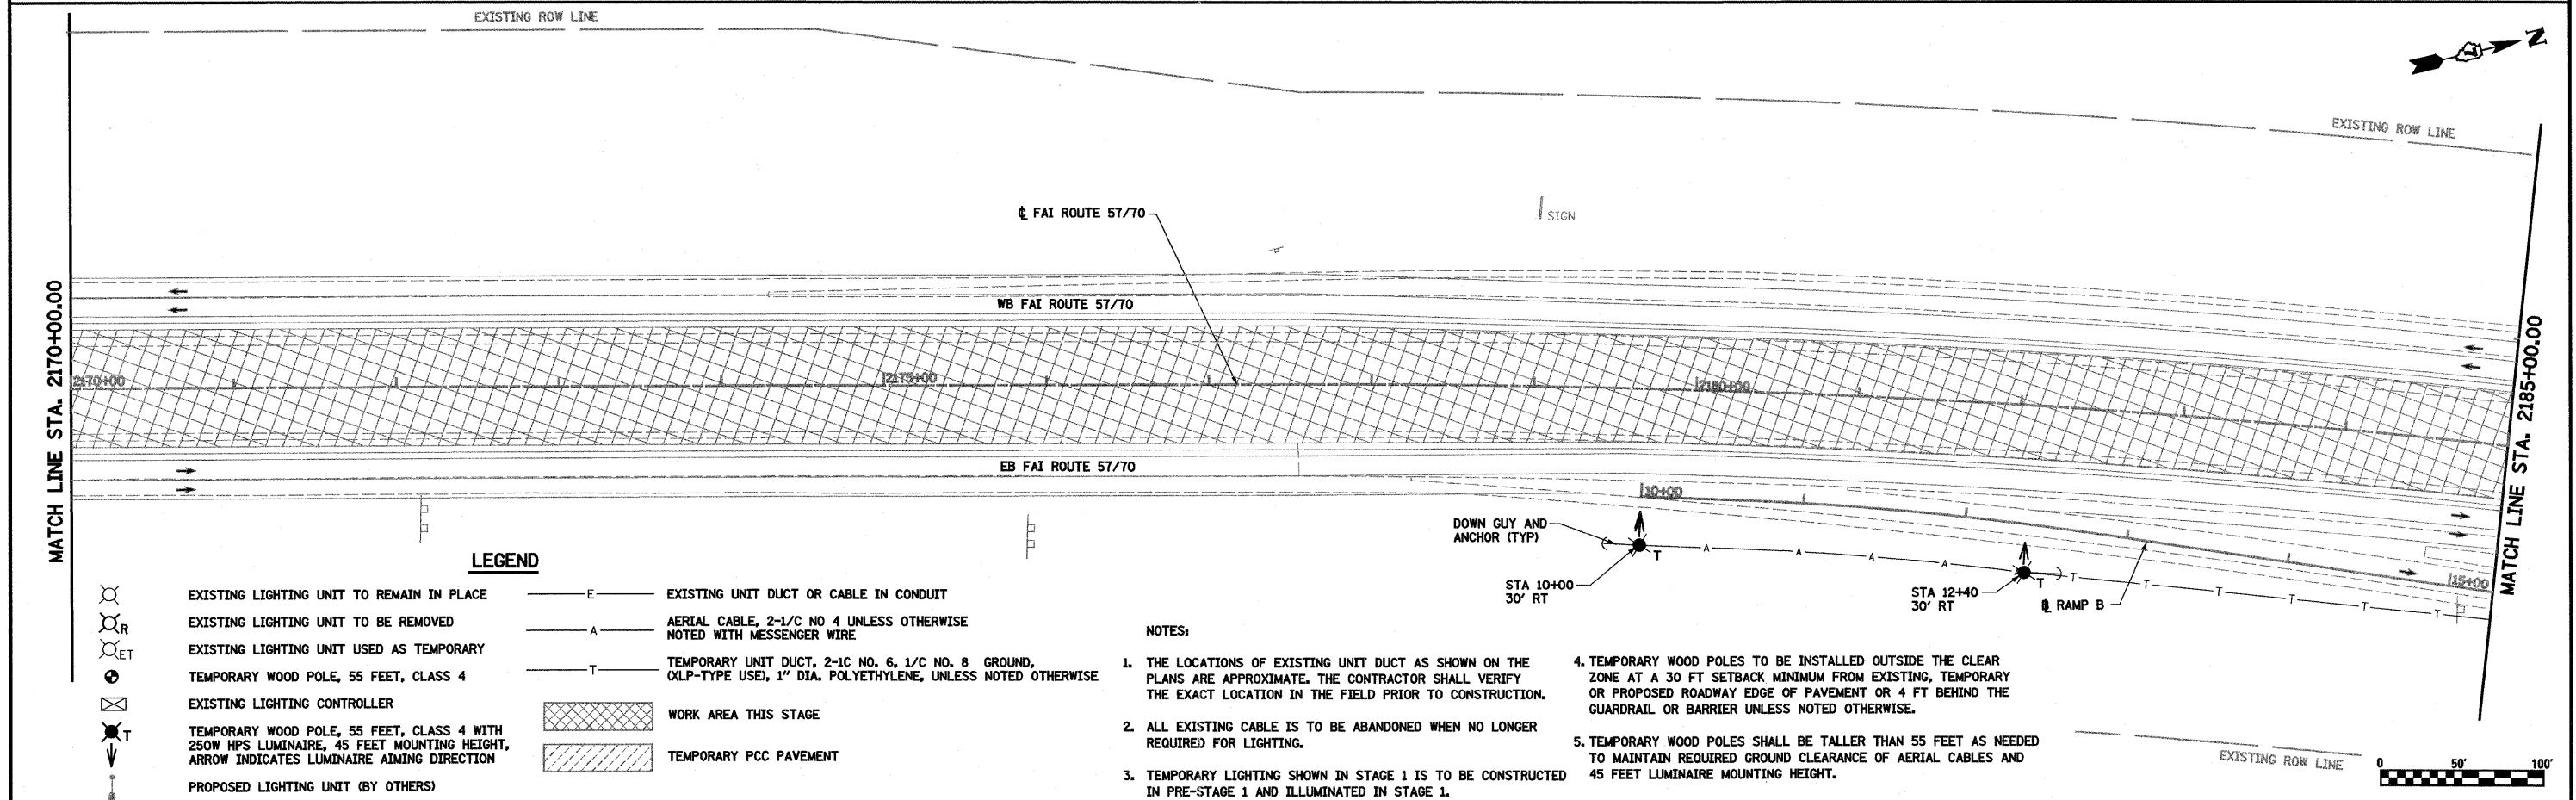 EXISTING ROW LINE
N
EXISTING ROW LINE
℄ FAI ROUTE 57/70
SIGN
WB FAI ROUTE 57/70
MATCH LINE STA. 2170+00.00
2170+00
2175+00
2180+00
MATCH LINE STA. 2185+00.00
EB FAI ROUTE 57/70
10+00
DOWN GUY AND
ANCHOR (TYP)
T
A
A
A
A
STA 10+00
30' RT
T
STA 12+40
30' RT
T
T
T
T
T
T
15+00
RAMP B
LEGEND
EXISTING LIGHTING UNIT TO REMAIN IN PLACE
R
EXISTING LIGHTING UNIT TO BE REMOVED
ET
EXISTING LIGHTING UNIT USED AS TEMPORARY
TEMPORARY WOOD POLE, 55 FEET, CLASS 4
EXISTING LIGHTING CONTROLLER
T
TEMPORARY WOOD POLE, 55 FEET, CLASS 4 WITH
250W HPS LUMINAIRE, 45 FEET MOUNTING HEIGHT,
ARROW INDICATES LUMINAIRE AIMING DIRECTION
PROPOSED LIGHTING UNIT (BY OTHERS)
E
EXISTING UNIT DUCT OR CABLE IN CONDUIT
A
AERIAL CABLE, 2-1/C NO 4 UNLESS OTHERWISE
NOTED WITH MESSENGER WIRE
T
TEMPORARY UNIT DUCT, 2-1C NO. 6, 1/C NO. 8 GROUND,
(XLP-TYPE USE), 1" DIA. POLYETHYLENE, UNLESS NOTED OTHERWISE
WORK AREA THIS STAGE
TEMPORARY PCC PAVEMENT
NOTES:
1. THE LOCATIONS OF EXISTING UNIT DUCT AS SHOWN ON THE
PLANS ARE APPROXIMATE. THE CONTRACTOR SHALL VERIFY
THE EXACT LOCATION IN THE FIELD PRIOR TO CONSTRUCTION.
2. ALL EXISTING CABLE IS TO BE ABANDONED WHEN NO LONGER
REQUIRED FOR LIGHTING.
3. TEMPORARY LIGHTING SHOWN IN STAGE 1 IS TO BE CONSTRUCTED
IN PRE-STAGE 1 AND ILLUMINATED IN STAGE 1.
4. TEMPORARY WOOD POLES TO BE INSTALLED OUTSIDE THE CLEAR
ZONE AT A 30 FT SETBACK MINIMUM FROM EXISTING, TEMPORARY
OR PROPOSED ROADWAY EDGE OF PAVEMENT OR 4 FT BEHIND THE
GUARDRAIL OR BARRIER UNLESS NOTED OTHERWISE.
5. TEMPORARY WOOD POLES SHALL BE TALLER THAN 55 FEET AS NEEDED
TO MAINTAIN REQUIRED GROUND CLEARANCE OF AERIAL CABLES AND
45 FEET LUMINAIRE MOUNTING HEIGHT.
EXISTING ROW LINE
0 50' 100'